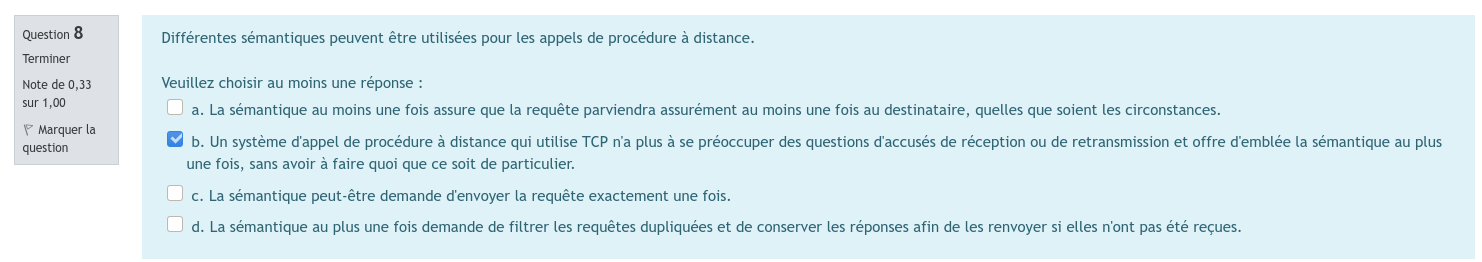 Question 8
Terminer
Note de 0,33
sur 1,00
Marquer la
question
Différentes sémantiques peuvent être utilisées pour les appels de procédure à distance.
Veuillez choisir au moins une réponse :
a. La sémantique au moins une fois assure que la requête parviendra assurément au moins une fois au destinataire, quelles que soient les circonstances.
b. Un système d'appel de procédure à distance qui utilise TCP n'a plus à se préoccuper des questions d'accusés de réception ou de retransmission et offre d'emblée la sémantique au plus
une fois, sans avoir à faire quoi que ce soit de particulier.
c. La sémantique peut-être demande d'envoyer la requête exactement une fois.
d. La sémantique au plus une fois demande de filtrer les requêtes dupliquées et de conserver les réponses afin de les renvoyer si elles n'ont pas été reçues.